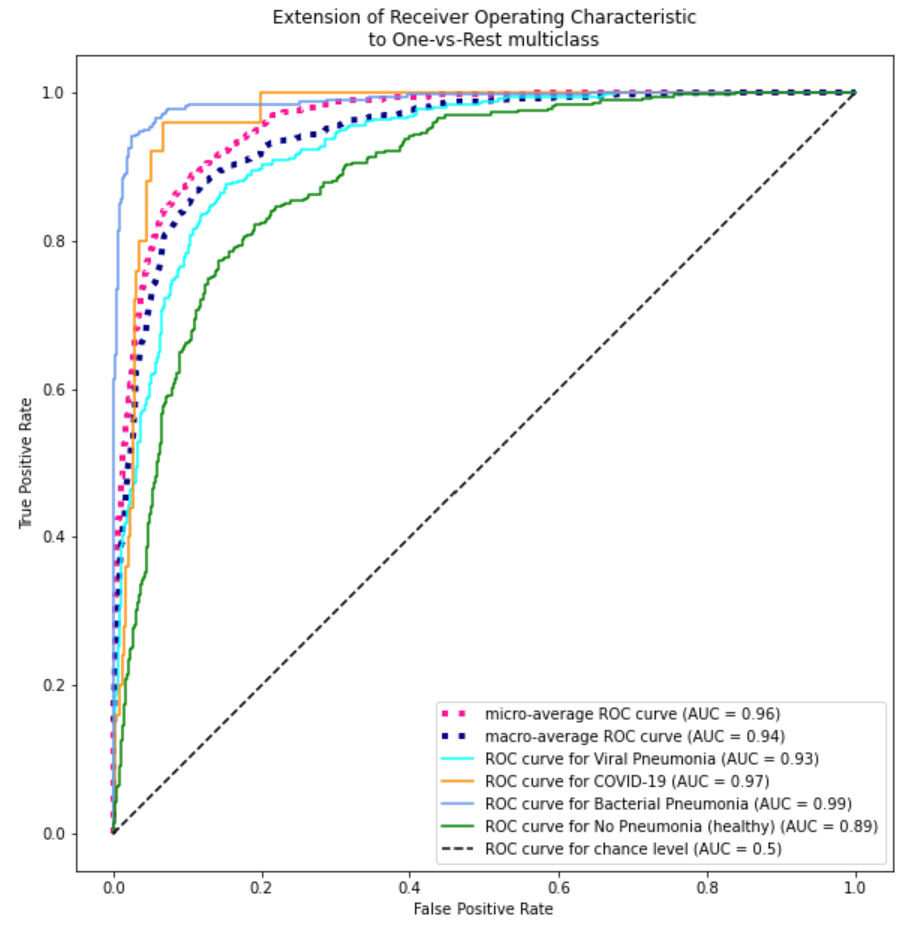 Extension of Receiver Operating Characteristic
to One-vs-Rest multiclass
True Positive Rate
1.0
0.8
0.6
0.4
0.2
0.0
micro-average ROC curve (AUC = 0.96)
macro-average ROC curve (AUC = 0.94)
ROC curve for Viral Pneumonia (AUC = 0.93)
ROC curve for COVID-19 (AUC = 0.97)
ROC curve for Bacterial Pneumonia (AUC = 0.99)
ROC curve for No Pneumonia (healthy) (AUC = 0.89)
ROC curve for chance level (AUC = 0.5)
0.0 0.2 0.4 0.6 0.8 1.0
False Positive Rate